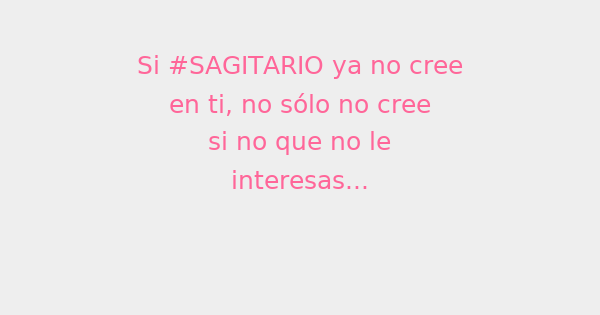 Si #SAGITARIO ya no cree
en ti, no sólo no cree
si no que no le
interesas...